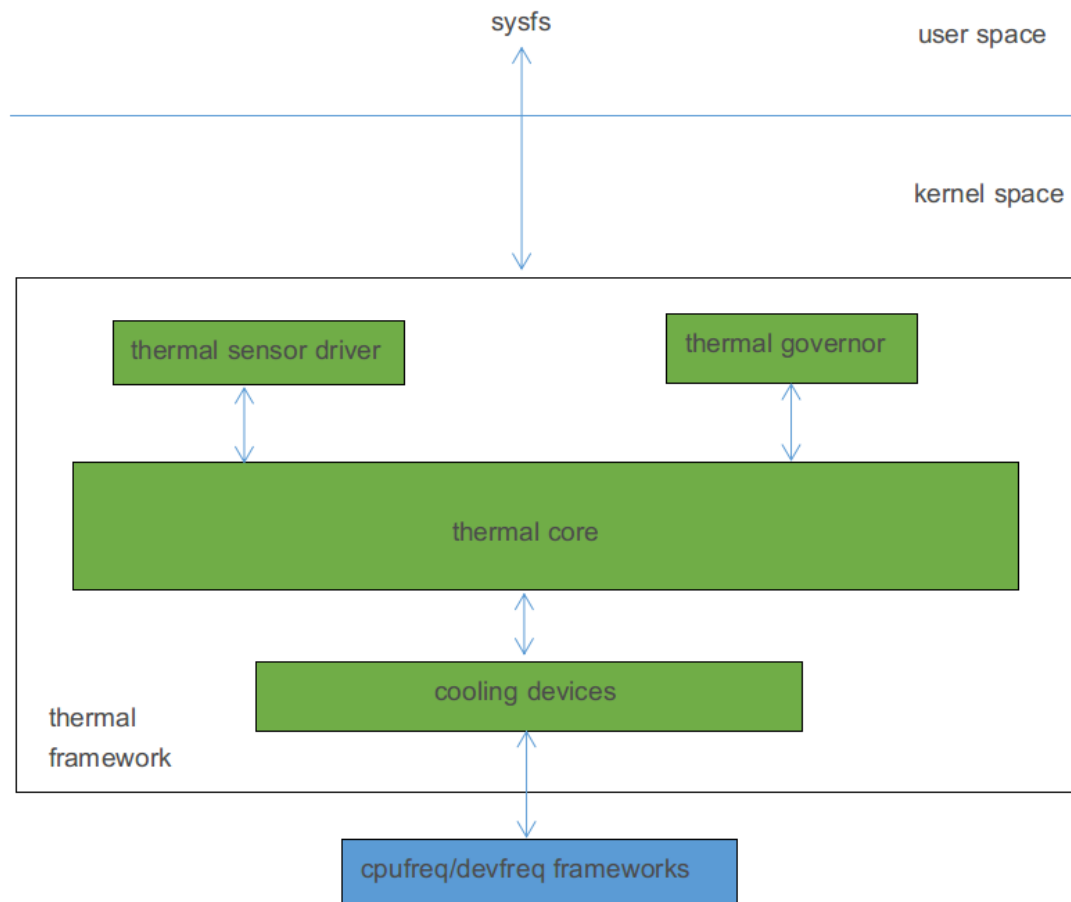 sysfs
user space
kernel space
thermal sensor driver
thermal governor
thermal core
cooling devices
thermal
framework
cpufreq/devfreq frameworks